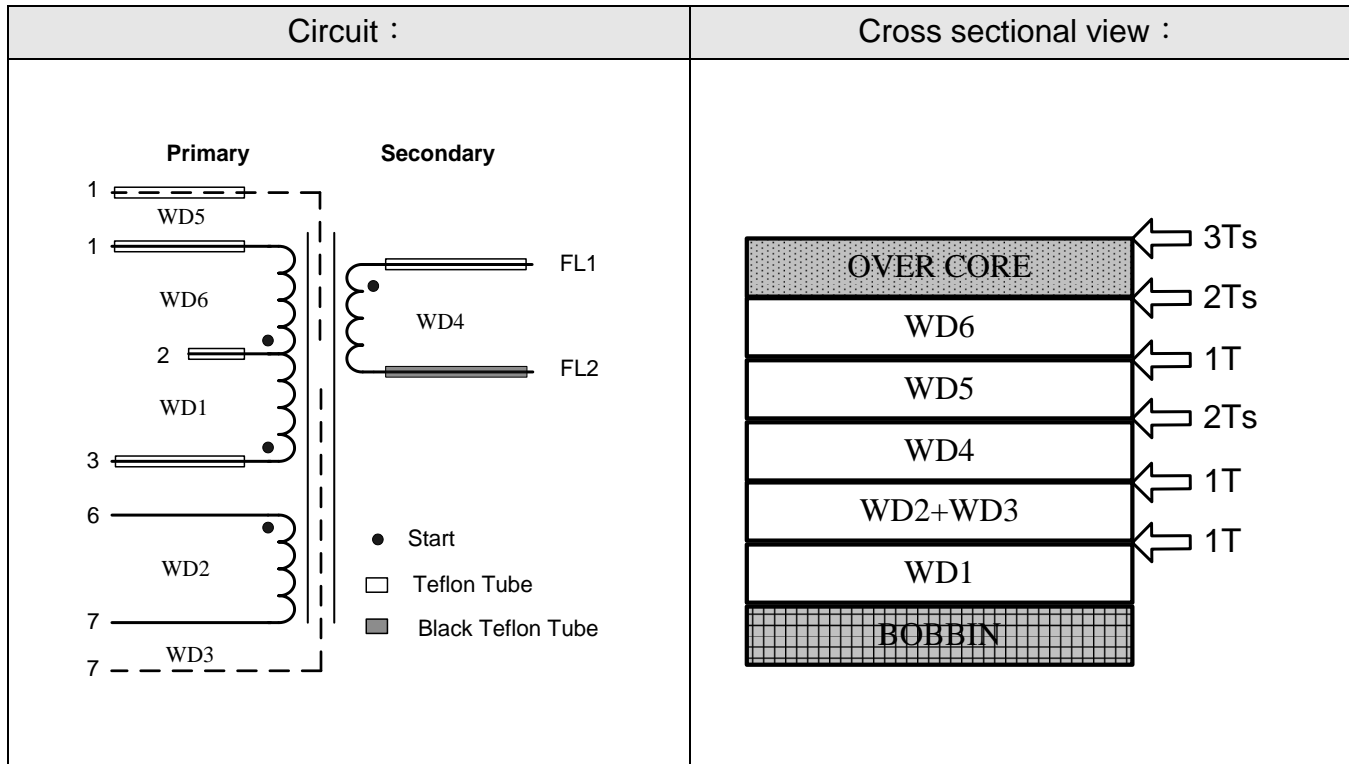 Circuit：
Cross sectional view：
Primary
Secondary
1
WD5
1
WD6
2
WD1
3
6
WD2
7
WD3
7
FL1
WD4
FL2
Start
Teflon Tube
Black Teflon Tube
3Ts
OVER CORE
2Ts
WD6
1T
WD5
2Ts
WD4
1T
WD2+WD3
1T
WD1
BOBBIN